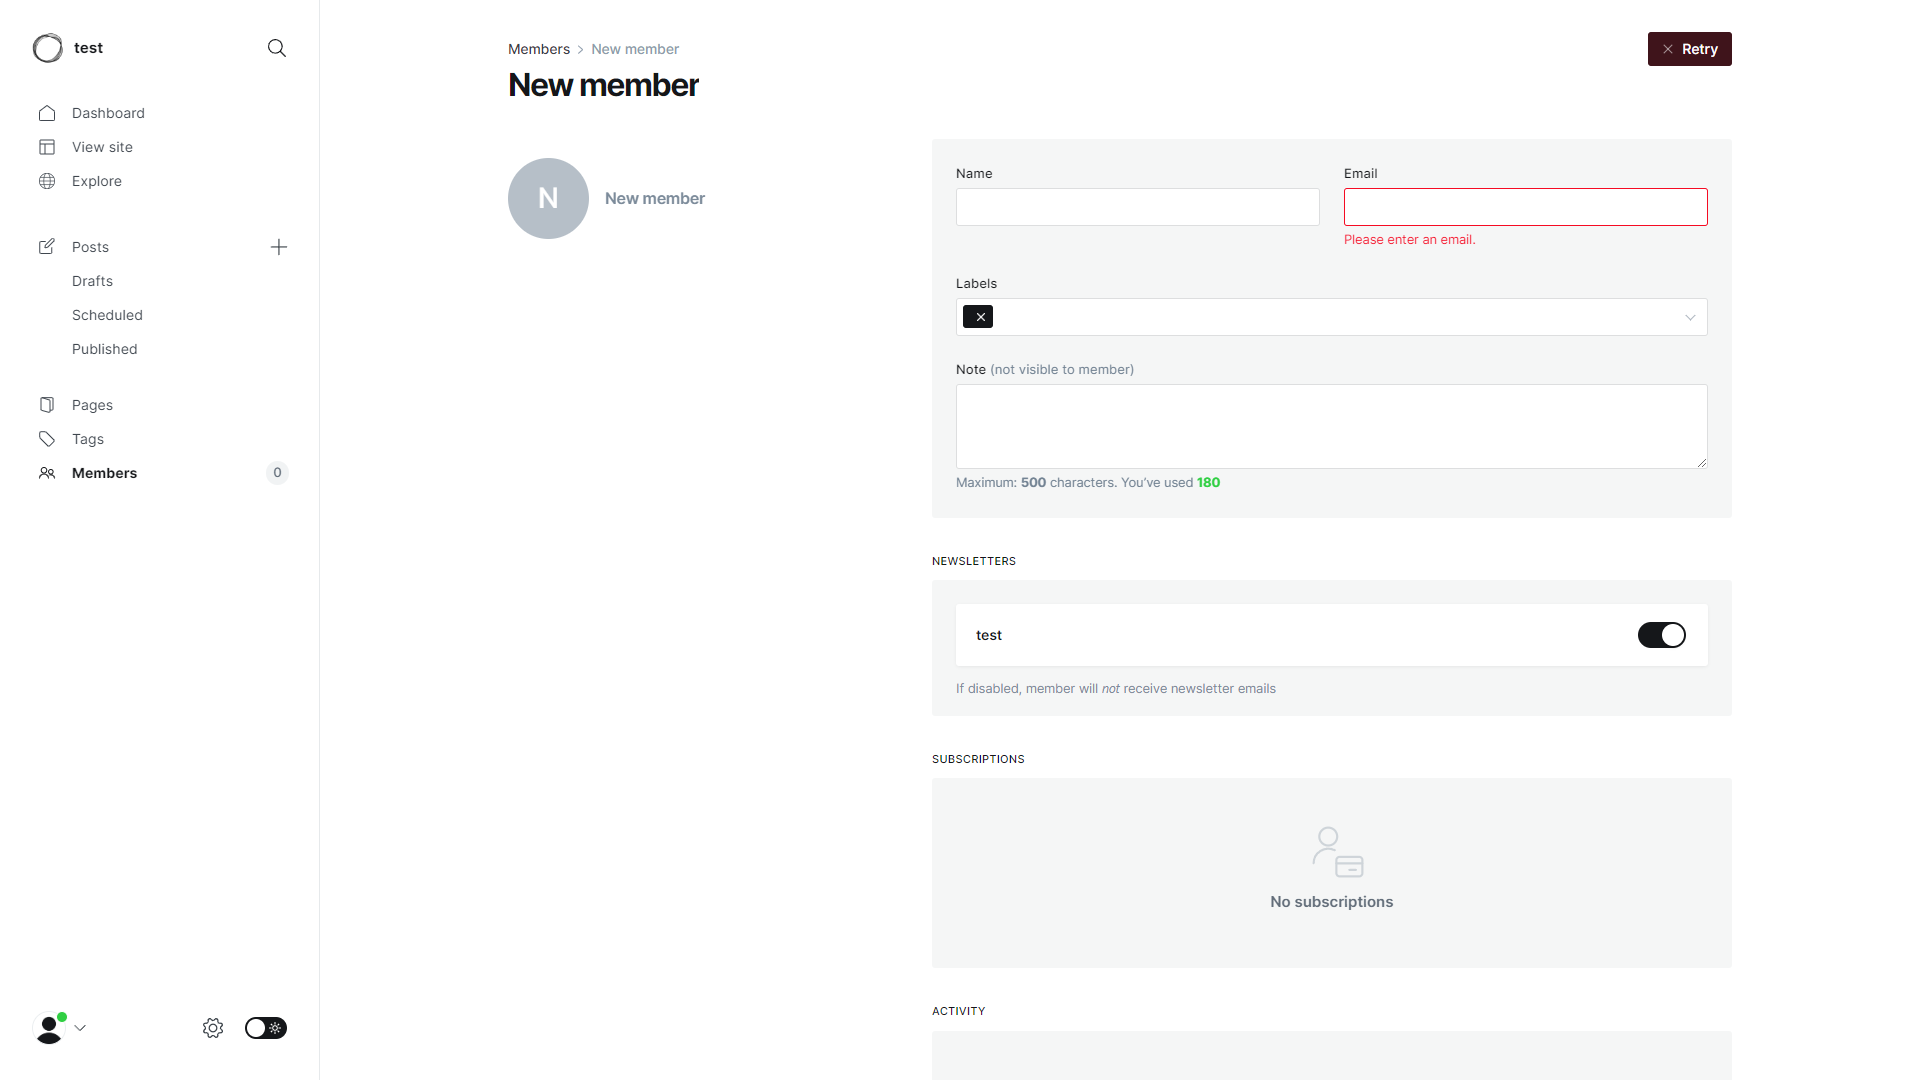 test
Dashboard
View site
Explore
Posts
Drafts
Scheduled
Published
Pages
Tags
Members
0
Members
New member
Retry
New member
N
New member
Name
Email
Please enter an email.
Labels
Note (not visible to member)
Maximum: 500 characters. You’ve used 180
NEWSLETTERS
test
If disabled, member will not receive newsletter emails
SUBSCRIPTIONS
No subscriptions
ACTIVITY